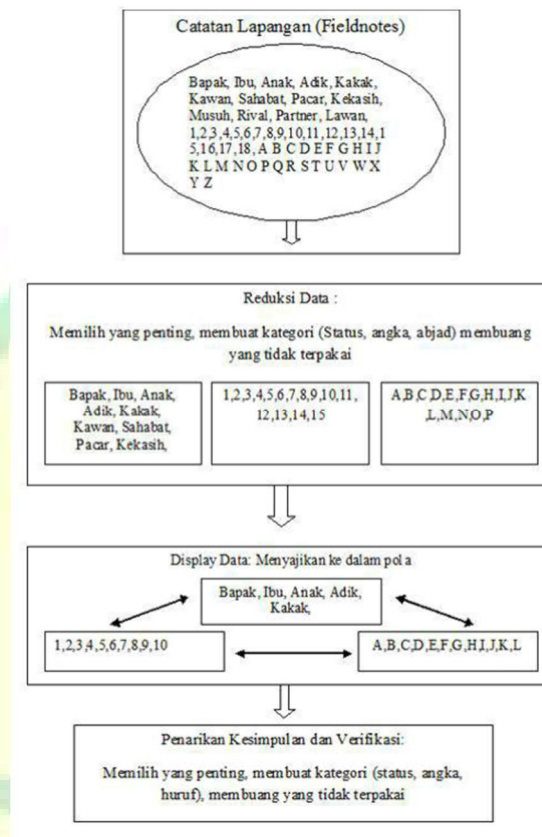 Catatan Lapangan (Fieldnotes)
Bapak, Ibu, Anak, Adik, Kakak,
Kawan, Sahabat, Pacar, Kekasih,
Musuh, Rival, Partner, Lawan,
1,2,3,4,5,6,7,8,9,10,11,12,13,14,1
5,16,17,18, A B C D E F G H I J
K L M N O P Q R S T U V W X
Y Z
Reduksi Data :
Memilih yang penting, membuat kategori (Status, angka, abjad) membuang
yang tidak terpakai
Bapak, Ibu, Anak,
Adik, Kakak,
Kawan, Sahabat,
Pacar, Kekasih,
1,2,3,4,5,6,7,8,9,10,11,
12,13,14,15
A,B,C,D,E,F,G,H,I,J,K
,L,M,N,O,P
Display Data: Menyajikan ke dalam pola
Bapak, Ibu, Anak, Adik,
Kakak,
1,2,3,4,5,6,7,8,9,10
A,B,C,D,E,F,G,H,I,J,K,L
Penarikan Kesimpulan dan Verifikasi:
Memilih yang penting, membuat kategori (status, angka,
huruf), membuang yang tidak terpakai